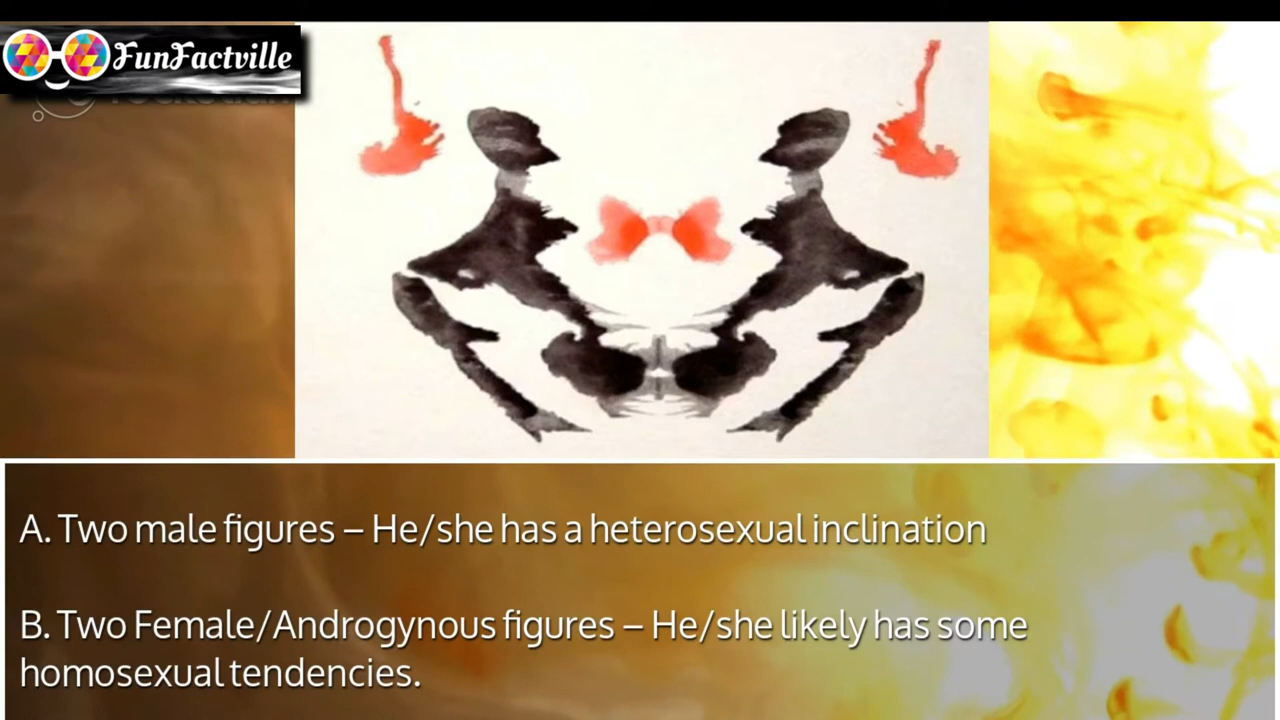 FunFactville
A. Two male figures – He/she has a heterosexual inclination
B. Two Female/Androgynous figures – He/she likely has some
homosexual tendencies.